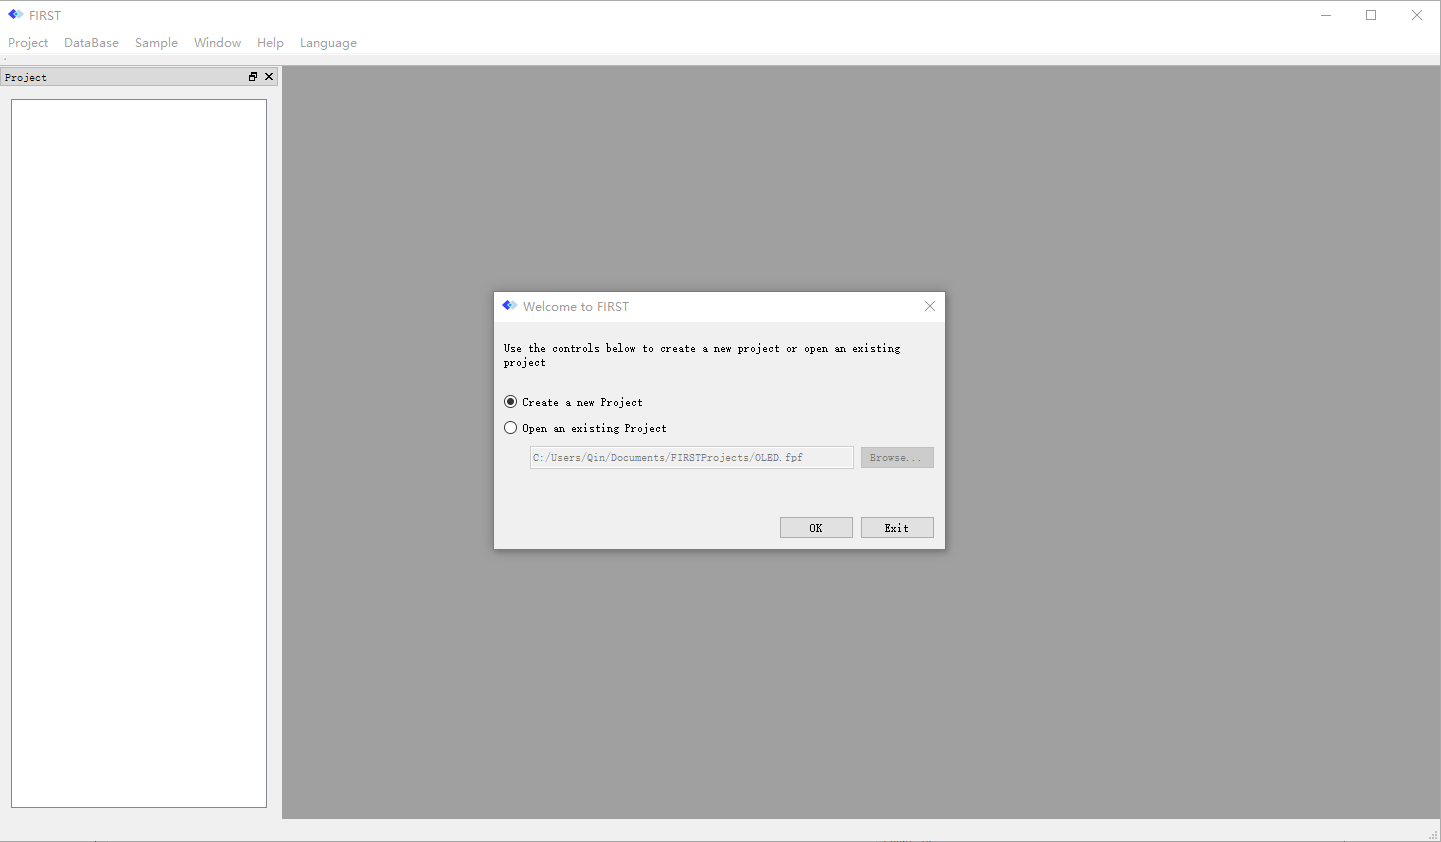 FIRST
Project DataBase Sample Window Help Language
Project
Welcome to FIRST
Use the controls below to create a new project or open an existing
project
Create a new Project
Open an existing Project
C:/Users/Qin/Documents/FIRSTProjects/OLED.fpf Browse...
OK Exit